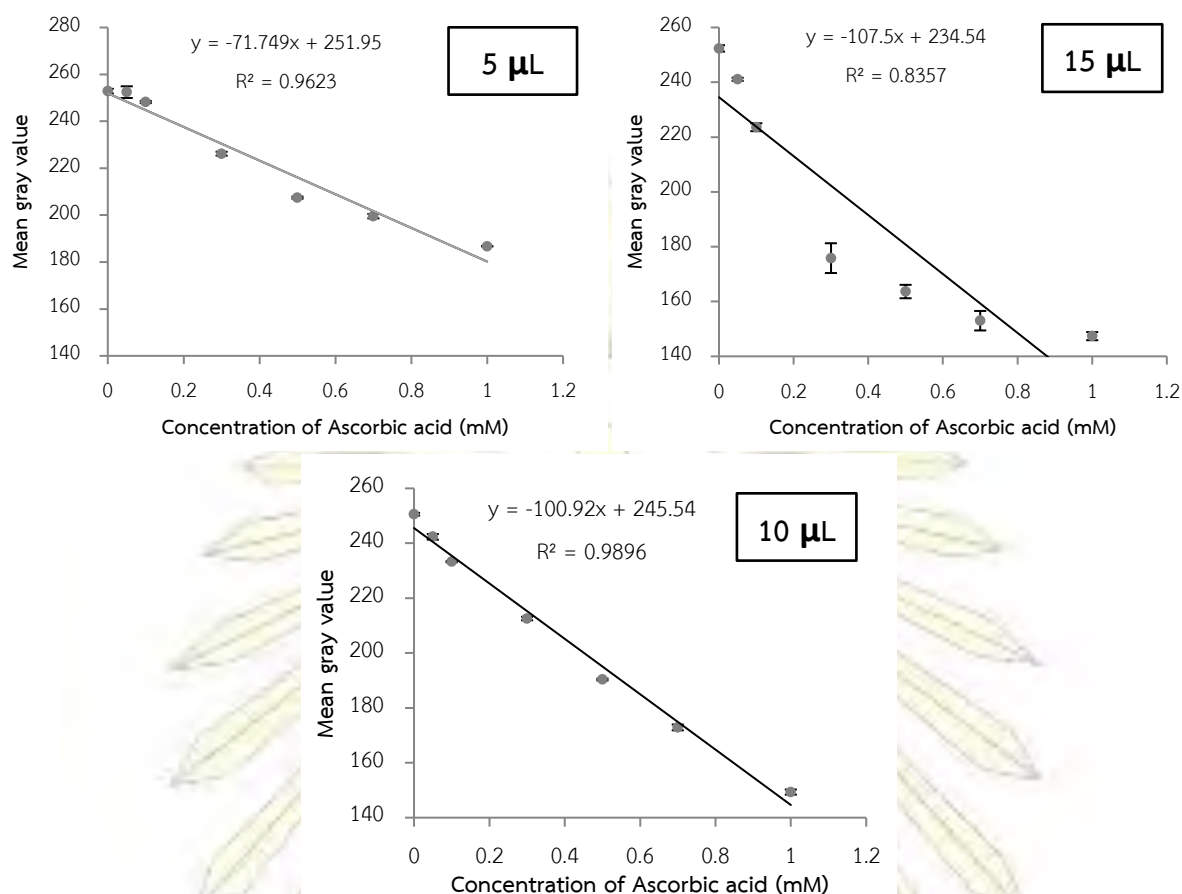 y = -71.749x + 251.95
R² = 0.9623
5 μL
Mean gray value
280
260
240
220
200
180
160
140
0 0.2 0.4 0.6 0.8 1 1.2
Concentration of Ascorbic acid (mM)
y = -107.5x + 234.54
R² = 0.8357
15 μL
Mean gray value
260
240
220
200
180
160
140
0 0.2 0.4 0.6 0.8 1 1.2
Concentration of Ascorbic acid (mM)
y = -100.92x + 245.54
R² = 0.9896
10 μL
Mean gray value
260
240
220
200
180
160
140
0 0.2 0.4 0.6 0.8 1 1.2
Concentration of Ascorbic acid (mM)